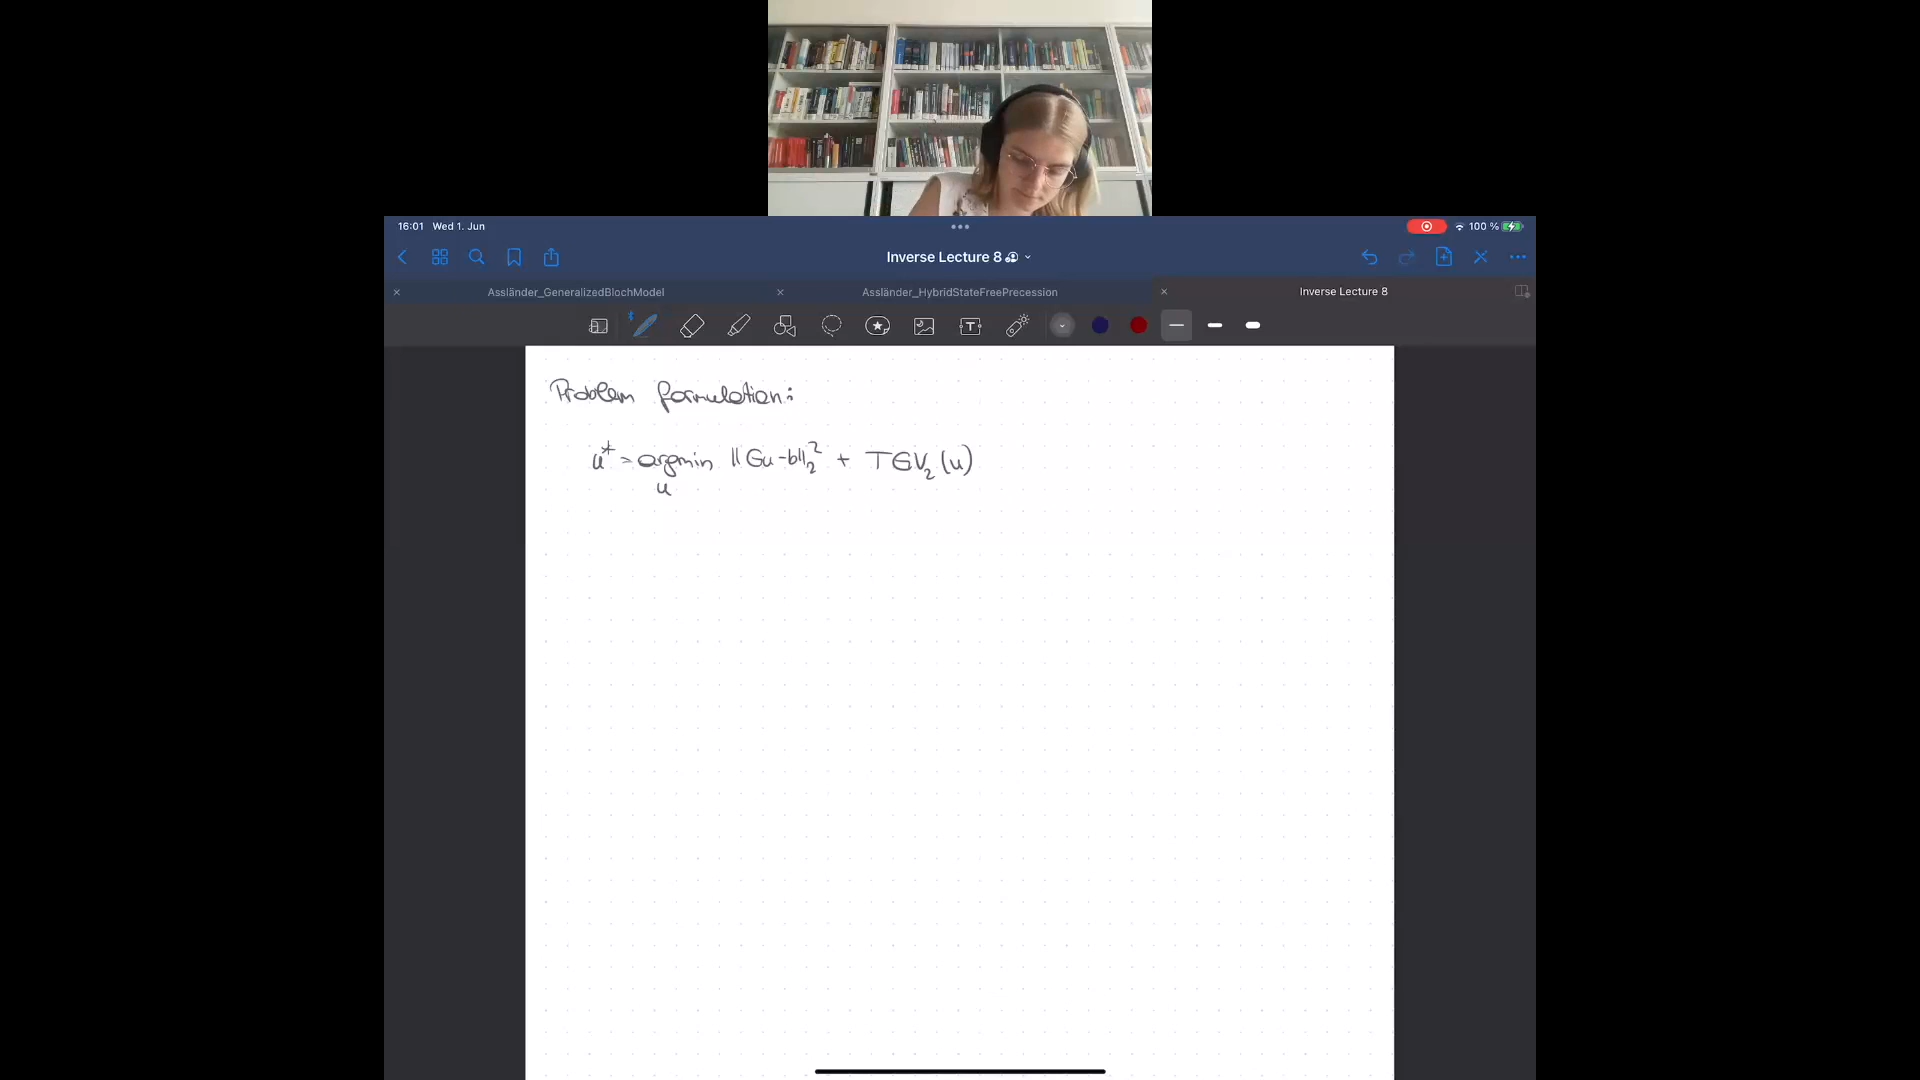 16:01 Wed 1. Jun
100 %
Inverse Lecture 8
Assländer_GeneralizedBlochModel
Assländer_HybridStateFreePrecession
Inverse Lecture 8
Problem formulation:
u* = argmin ||Gu-b||₂² + TGV₂(u)
u